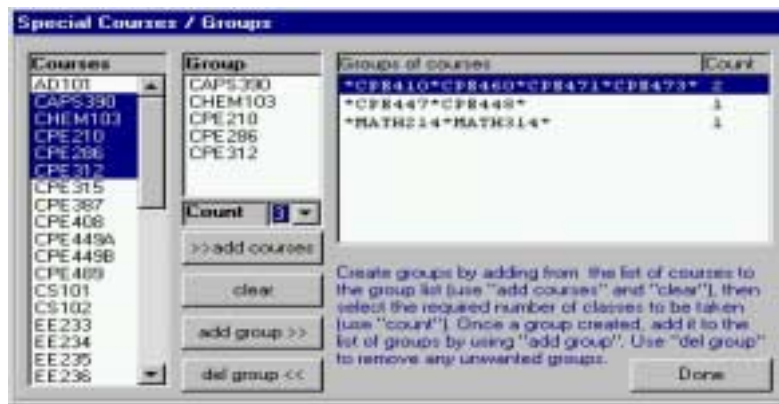 Special Courses / Groups
Courses
AD101
CAPS390
CHEM103
CPE210
CPE286
CPE312
CPE315
CPE387
CPE408
CPE449A
CPE449B
CPE489
CS101
CS102
EE233
EE234
EE235
EE236
Group
CAPS390
CHEM103
CPE210
CPE286
CPE312
Count 3
>>add courses
clear
add group >>
del group <<
Groups of courses Count
*CPE410*CPE460*CPE471*CPE473* 2
*CPE447*CPE448* 1
*MATH214*MATH314* 1
Create groups by adding from the list of courses to
the group list (use "add courses" and "clear"), then
select the required number of classes to be taken
(use "count"). Once a group created, add it to the
list of groups by using "add group". Use "del group"
to remove any unwanted groups.
Done